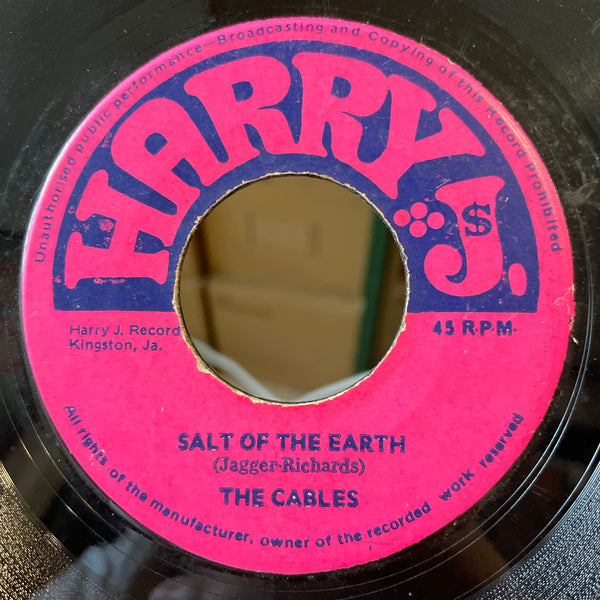 Unauthorised Public performance—Broadcasting and Copying of this Record Prohibited
HARRY J.
$
Harry J. Record
Kingston, Ja.
45 R.P.M.
SALT OF THE EARTH
(Jagger-Richards)
THE CABLES
All rights of the manufacturer, owner of the recorded work reserved